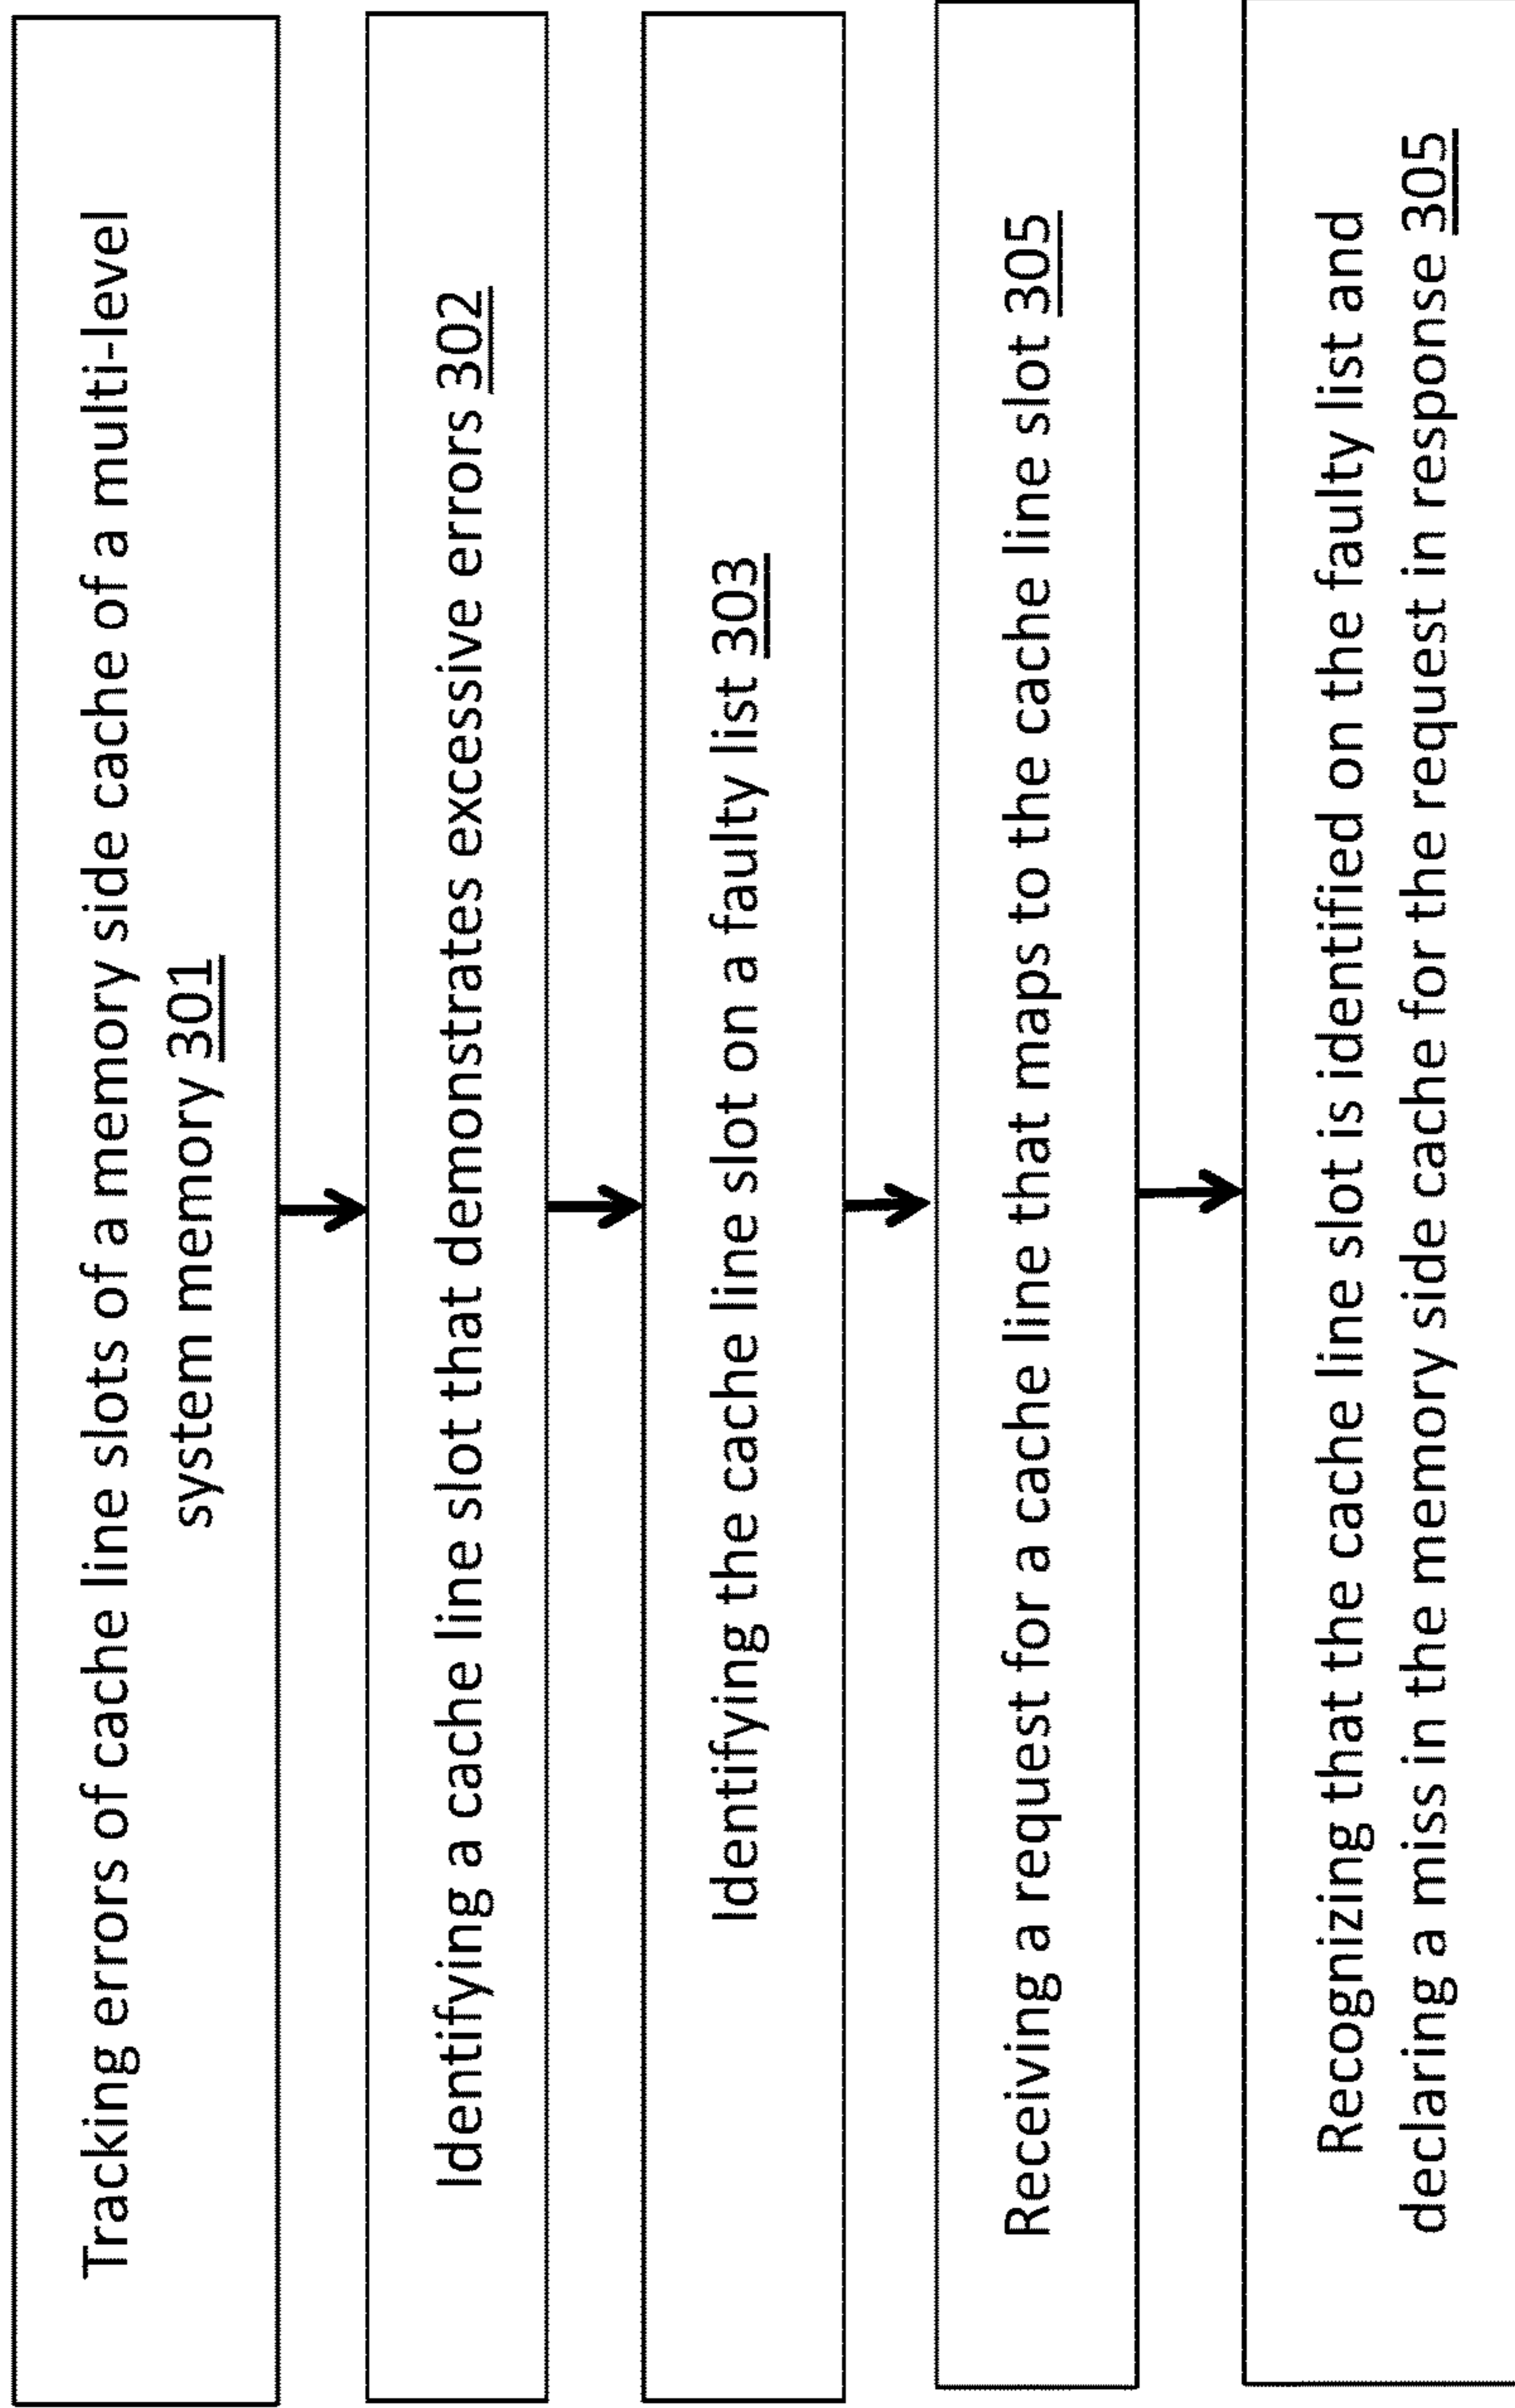 Tracking errors of cache line slots of a memory side cache of a multi-level
system memory 301
Identifying a cache line slot that demonstrates excessive errors 302
Identifying the cache line slot on a faulty list 303
Receiving a request for a cache line that maps to the cache line slot 305
Recognizing that the cache line slot is identified on the faulty list and
declaring a miss in the memory side cache for the request in response 305